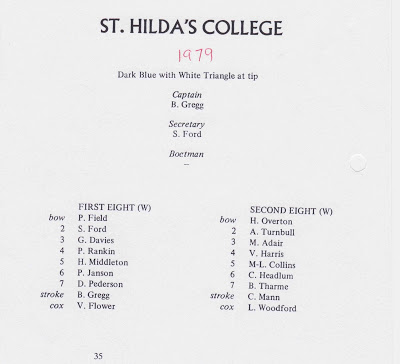 ST. HILDA'S COLLEGE
1979
Dark Blue with White Triangle at tip
Captain
B. Gregg
Secretary
S. Ford
Boetman
–
FIRST EIGHT (W)
bow P. Field
2 S. Ford
3 G. Davies
4 P. Rankin
5 H. Middleton
6 P. Janson
7 D. Pederson
stroke B. Gregg
cox V. Flower
SECOND EIGHT (W)
bow H. Overton
2 A. Turnbull
3 M. Adair
4 V. Harris
5 M-L. Collins
6 C. Headlum
7 B. Tharme
stroke C. Mann
cox L. Woodford
35